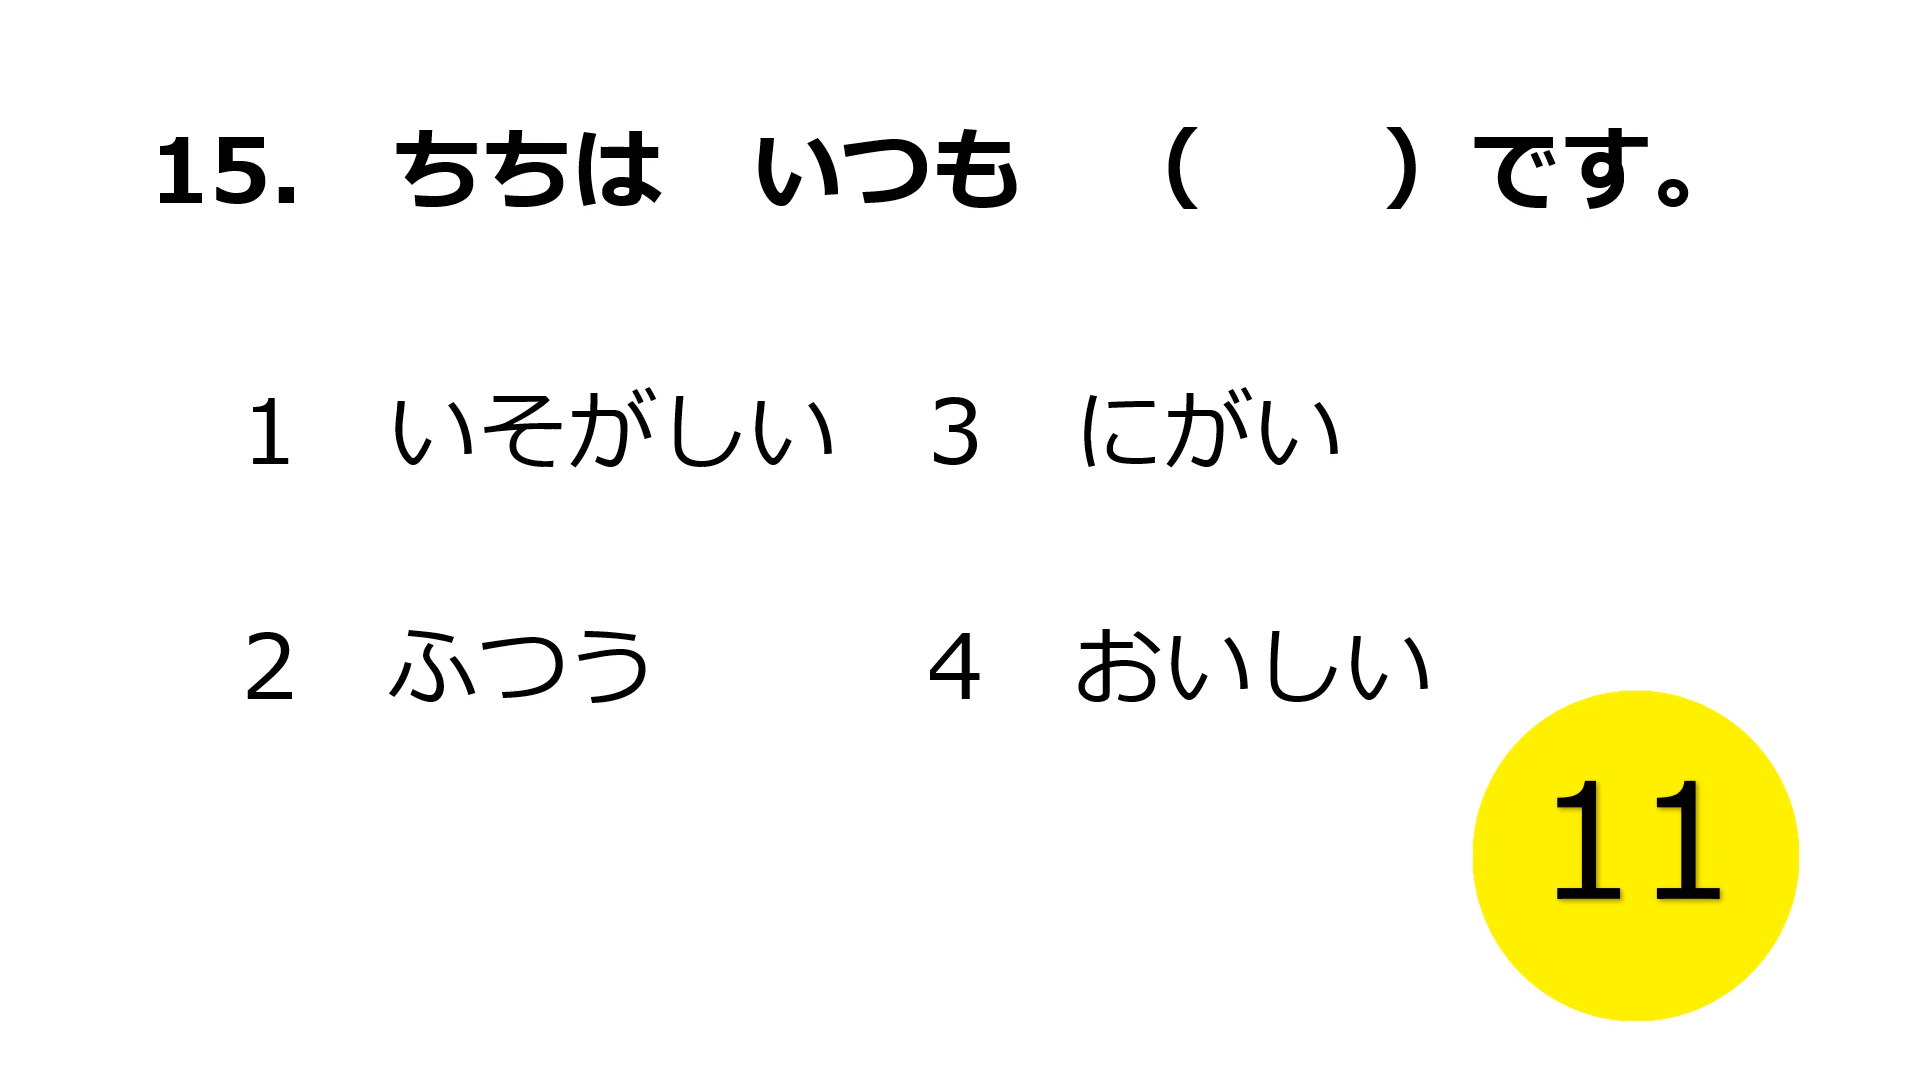 15.　ちちは　いつも　（　　）です。
1　いそがしい　3　にがい
2　ふつう　　　4　おいしい
11